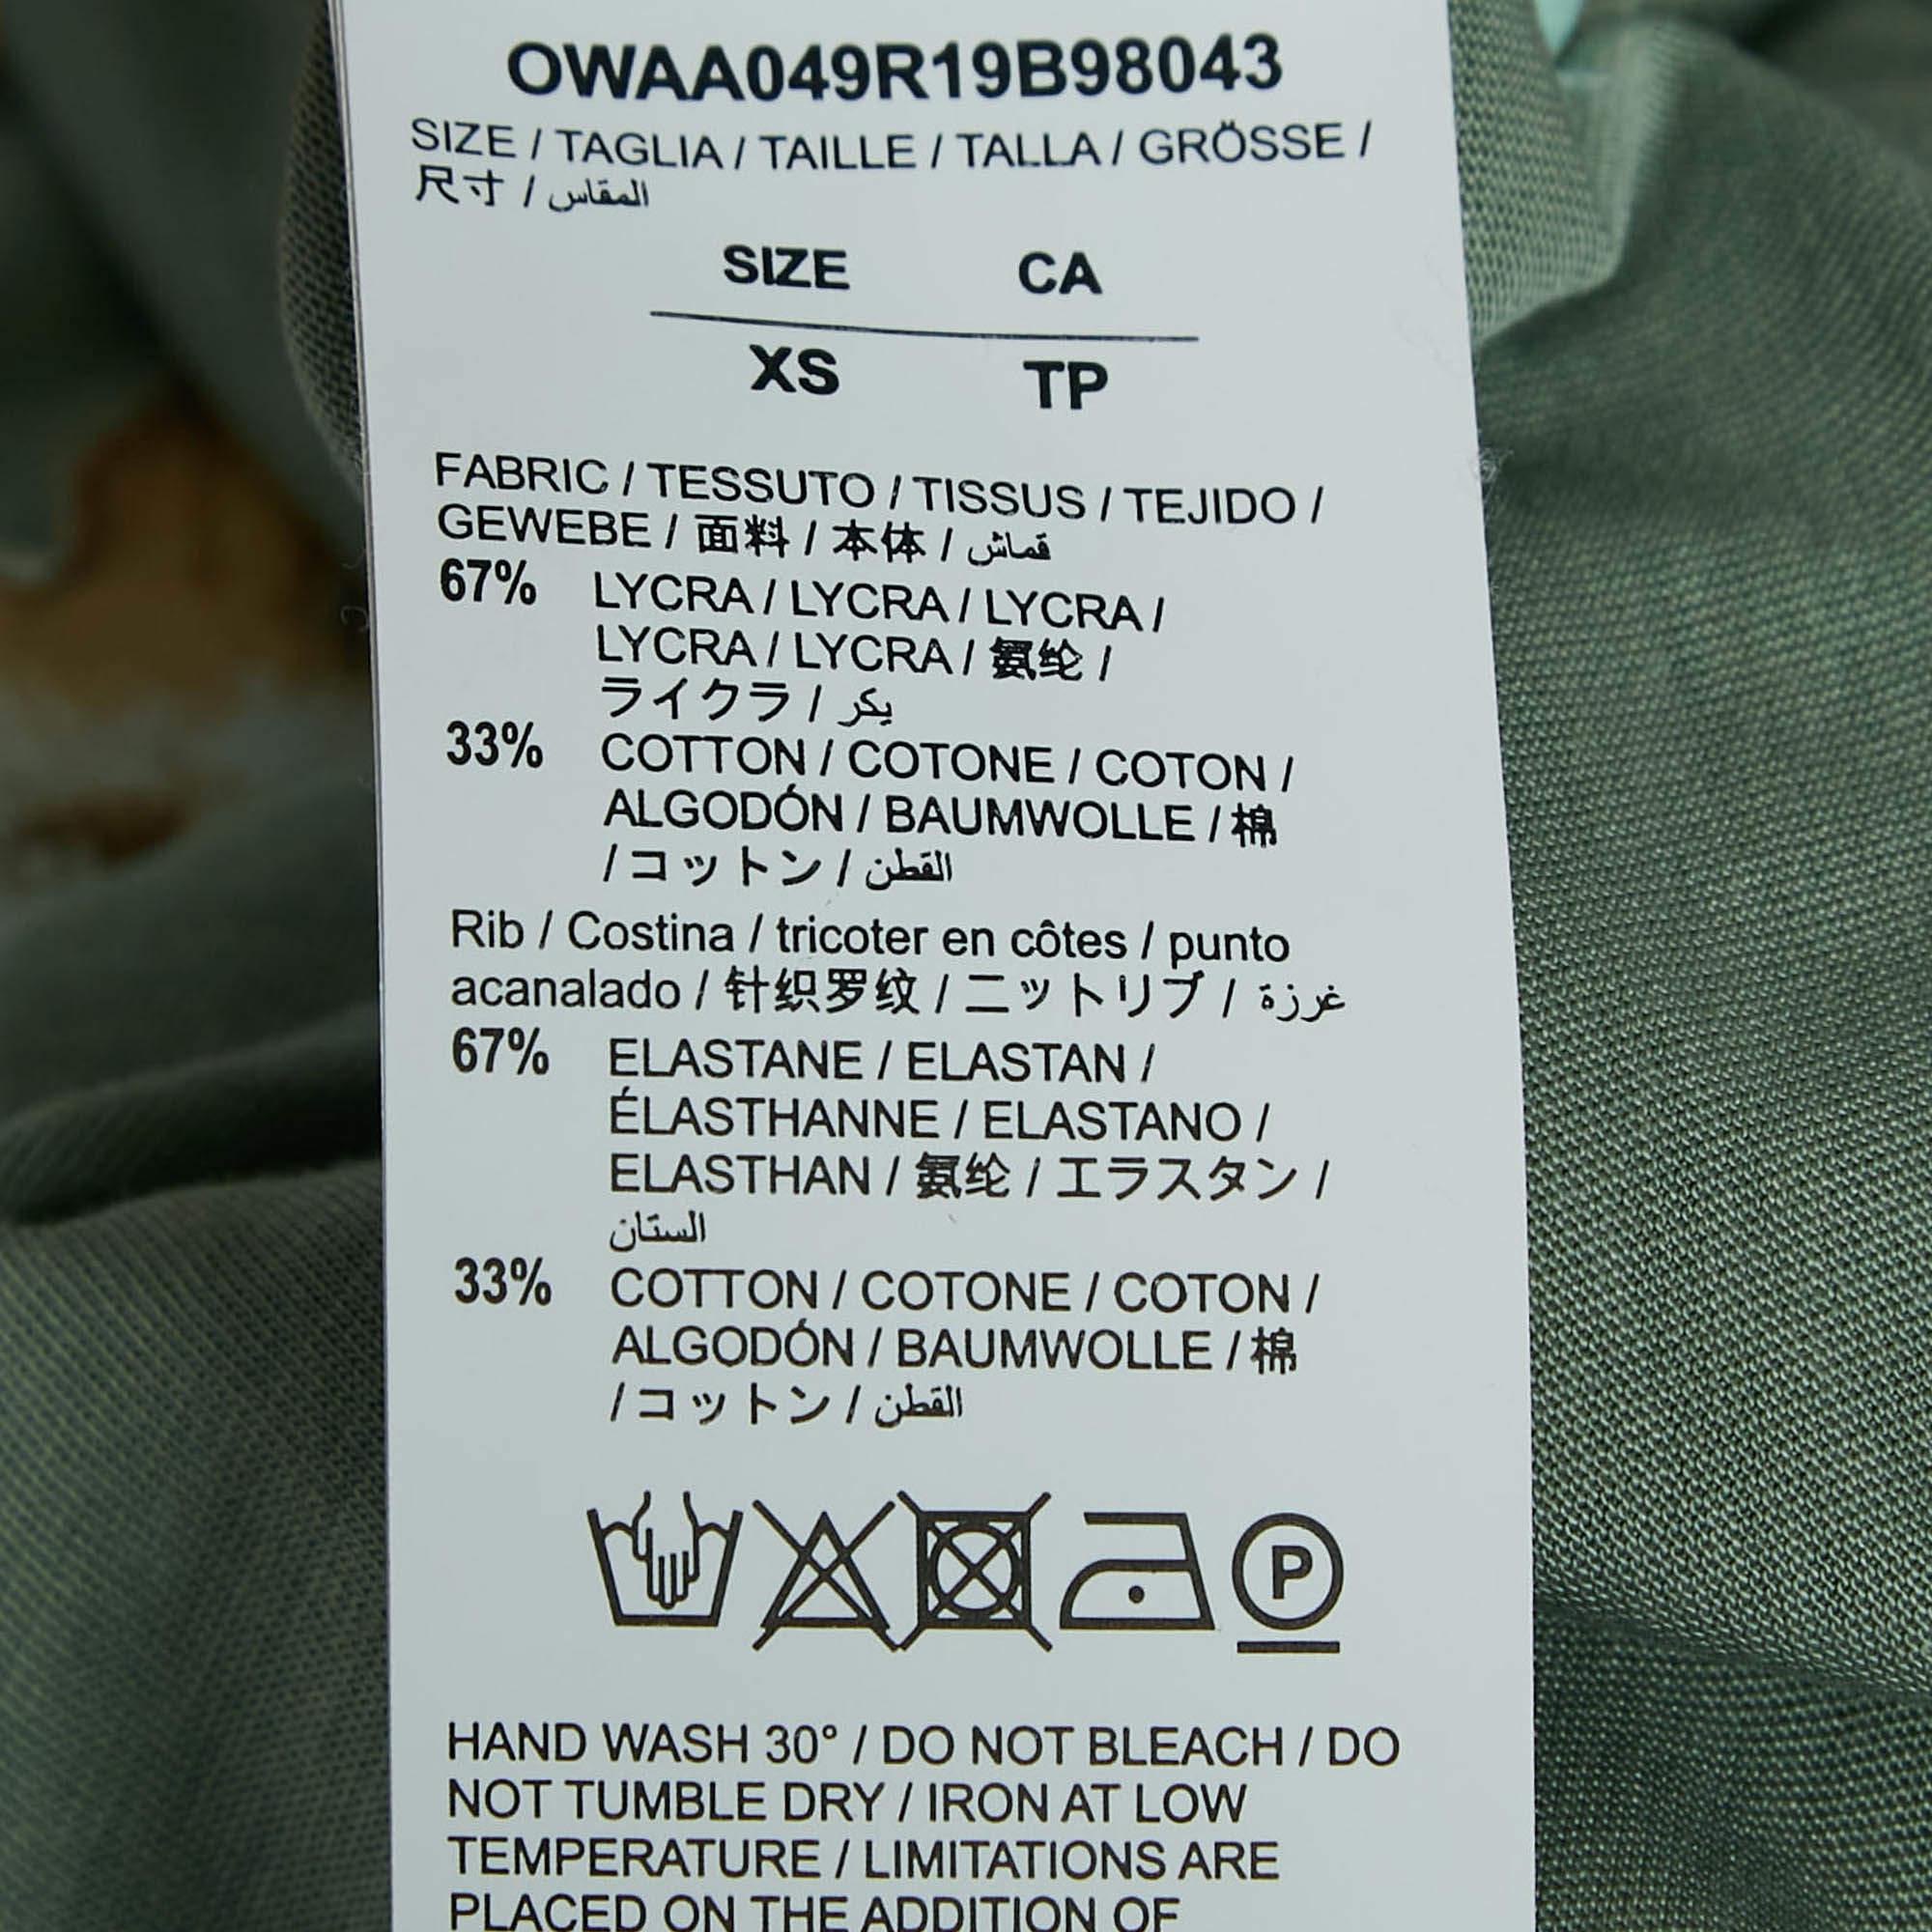 OWAA049R19B98043
SIZE / TAGLIA / TAILLE / TALLA / GRÖSSE /
尺寸 / المقاس
SIZE CA
XS TP
FABRIC / TESSUTO / TISSUS / TEJIDO /
GEWEBE / 面料 / 本体 / قماش
67% LYCRA / LYCRA / LYCRA /
LYCRA / LYCRA / 氨纶 /
ライクラ / يكر
33% COTTON / COTONE / COTON /
ALGODÓN / BAUMWOLLE / 棉
/ コットン / القطن
Rib / Costina / tricoter en côtes / punto
acanalado / 针织罗纹 / ニットリブ / غرزة
67% ELASTANE / ELASTAN /
ÉLASTHANNE / ELASTANO /
ELASTHAN / 氨纶 / エラスタン /
الستان
33% COTTON / COTONE / COTON /
ALGODÓN / BAUMWOLLE / 棉
/ コットン / القطن
P
HAND WASH 30° / DO NOT BLEACH / DO
NOT TUMBLE DRY / IRON AT LOW
TEMPERATURE / LIMITATIONS ARE
PLACED ON THE ADDITION OF